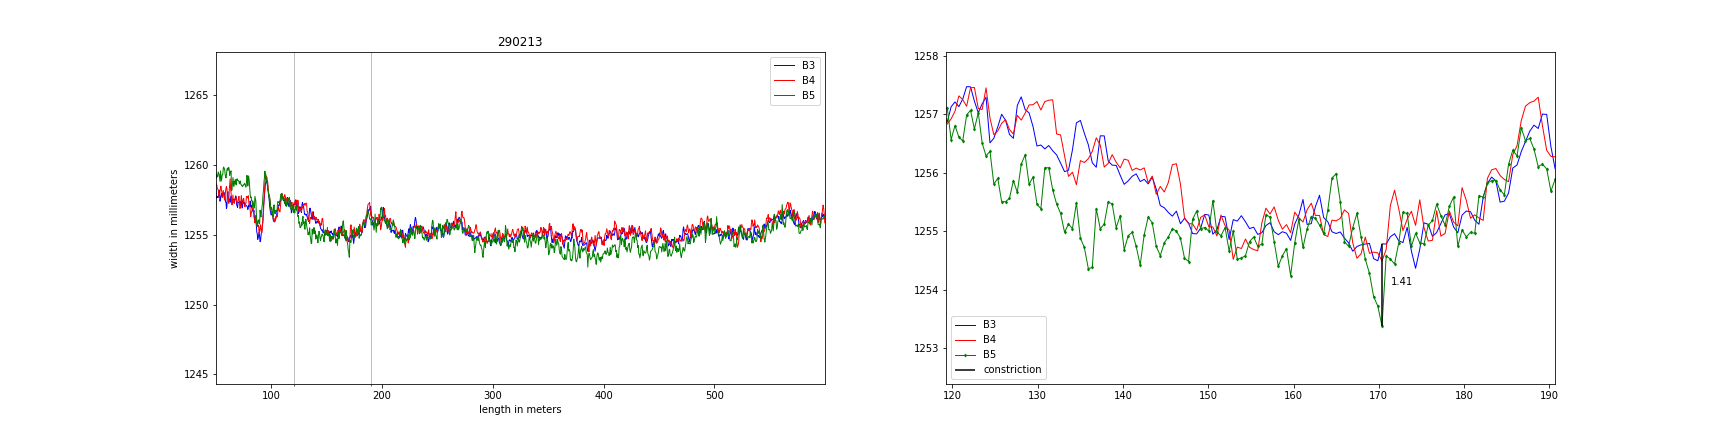 290213
1265
1260
1255
1250
1245
width in millimeters
100 200 300 400 500
length in meters
B3
B4
B5
1258
1257
1256
1255
1254
1253
120 130 140 150 160 170 180 190
1.41
B3
B4
B5
constriction